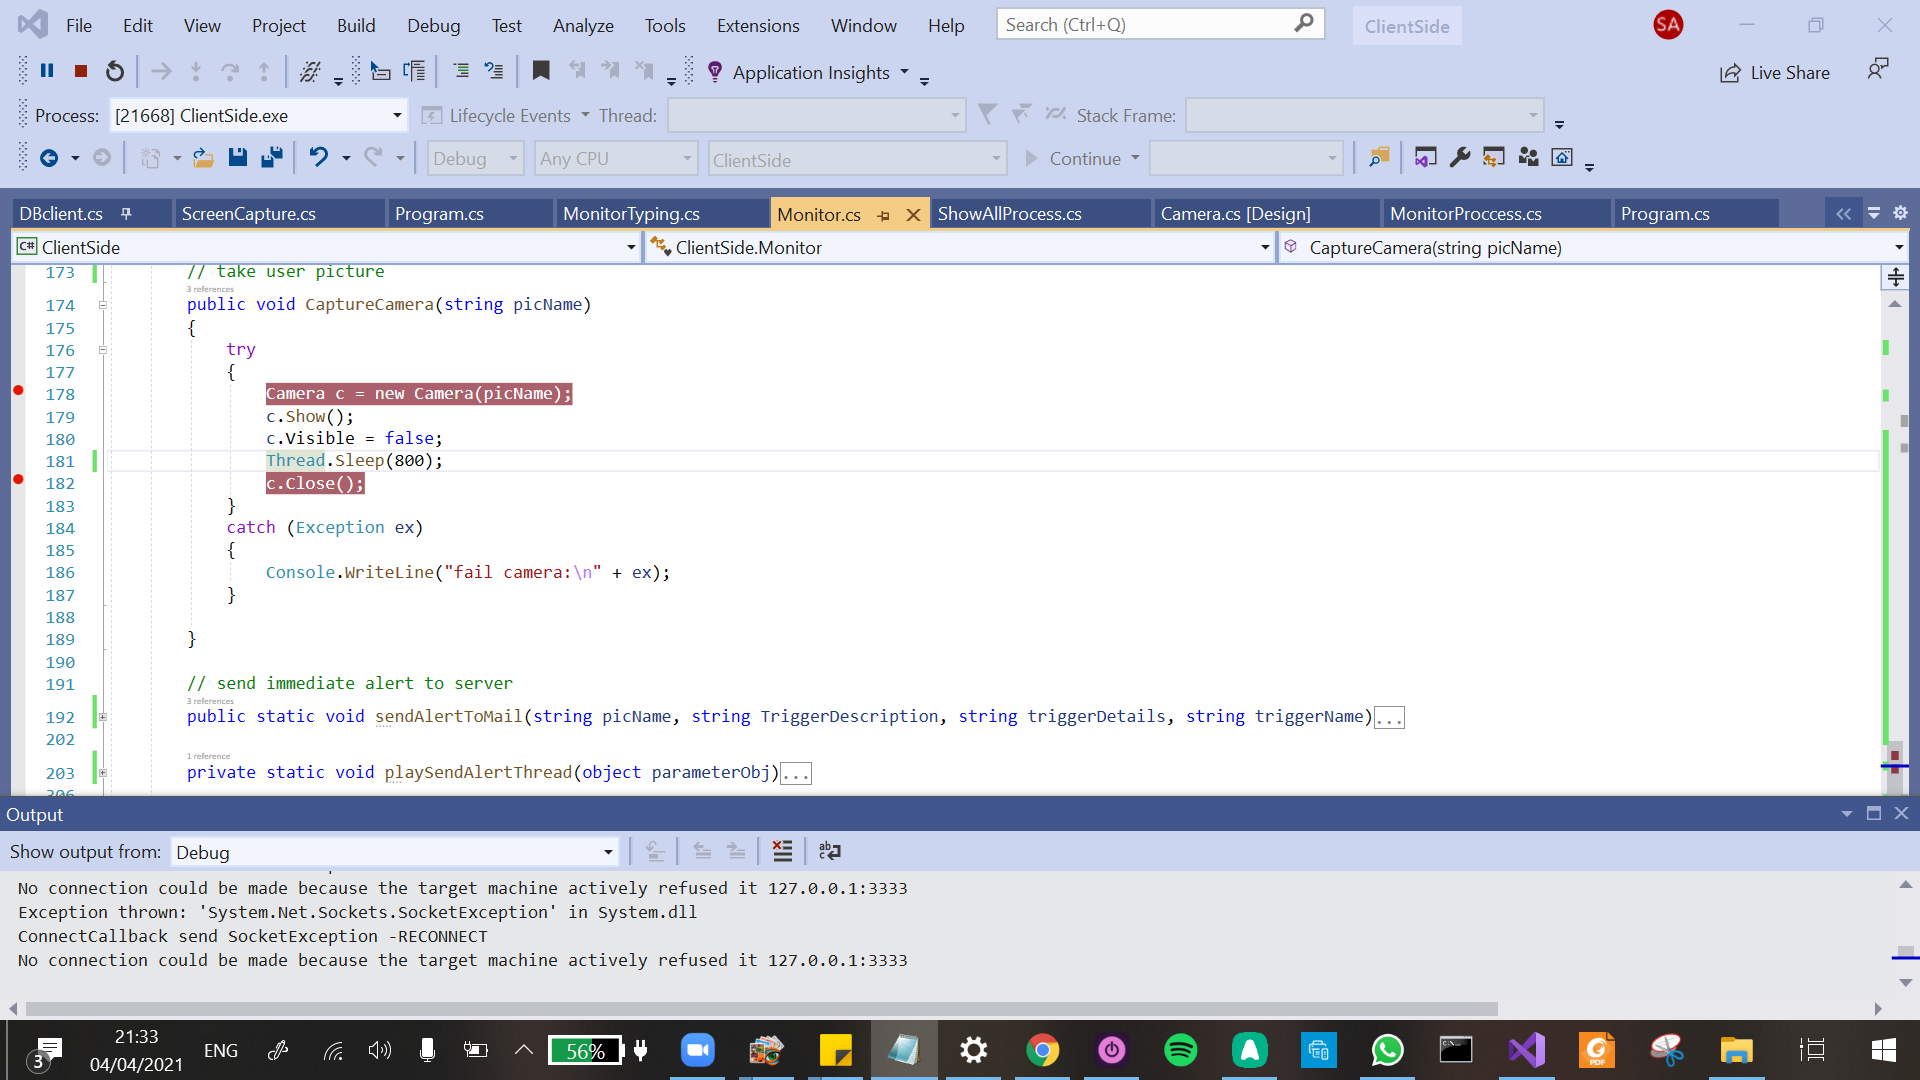 File Edit View Project Build Debug Test Analyze Tools Extensions Window Help Search (Ctrl+Q) ClientSide SA
Application Insights Live Share
Process: [21668] ClientSide.exe Lifecycle Events Thread: Stack Frame:
Debug Any CPU ClientSide Continue
DBclient.cs ScreenCapture.cs Program.cs MonitorTyping.cs Monitor.cs ShowAllProcess.cs Camera.cs [Design] MonitorProccess.cs Program.cs
C# ClientSide ClientSide.Monitor CaptureCamera(string picName)
173 // take user picture
3 references
174 public void CaptureCamera(string picName)
175 {
176 try
177 {
178 Camera c = new Camera(picName);
179 c.Show();
180 c.Visible = false;
181 Thread.Sleep(800);
182 c.Close();
183 }
184 catch (Exception ex)
185 {
186 Console.WriteLine("fail camera:\n" + ex);
187 }
188
189 }
190
191 // send immediate alert to server
3 references
192 public static void sendAlertToMail(string picName, string TriggerDescription, string triggerDetails, string triggerName)...
202
1 reference
203 private static void playSendAlertThread(object parameterObj)...
Output
Show output from: Debug
No connection could be made because the target machine actively refused it 127.0.0.1:3333
Exception thrown: 'System.Net.Sockets.SocketException' in System.dll
ConnectCallback send SocketException -RECONNECT
No connection could be made because the target machine actively refused it 127.0.0.1:3333
3 21:33 ENG 56%
04/04/2021